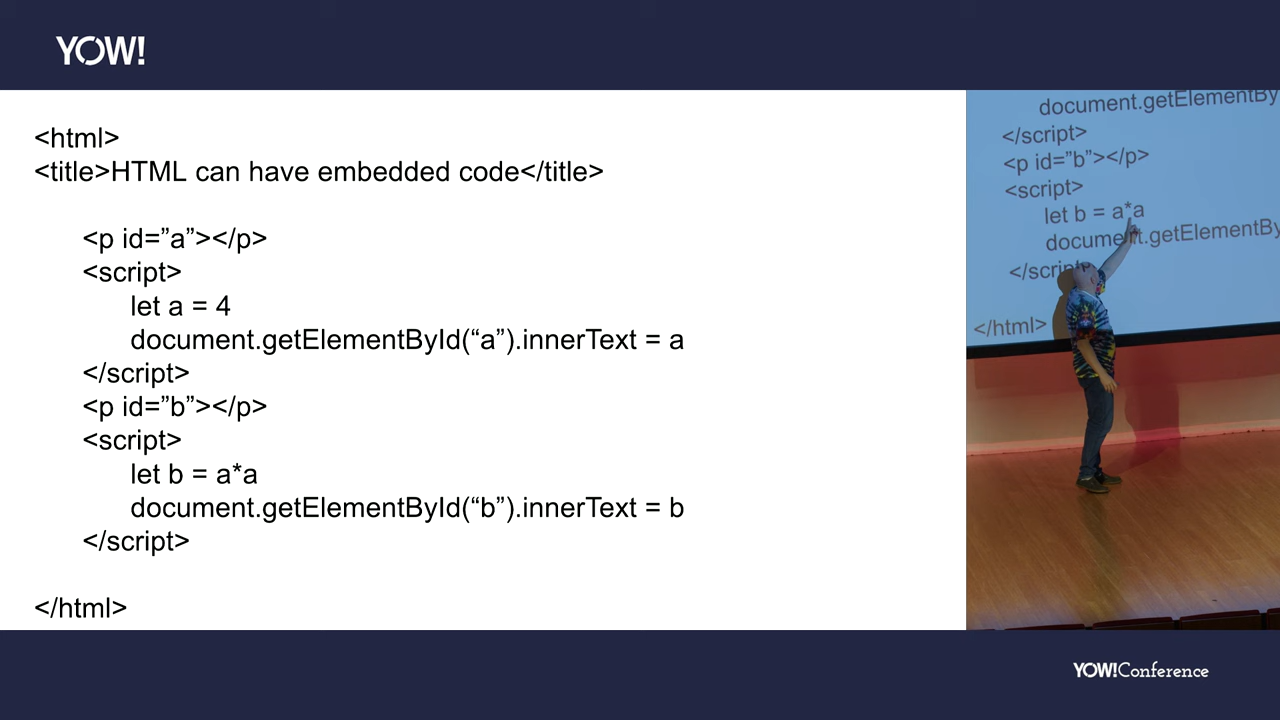 YOW!
<html>
<title>HTML can have embedded code</title>
<p id=”a”></p>
<script>
let a = 4
document.getElementById(“a”).innerText = a
</script>
<p id=”b”></p>
<script>
let b = a*a
document.getElementById(“b”).innerText = b
</script>
</html>
document.getElementBy
</script>
<p id=”b”></p>
<script>
let b = a*a
document.getElementBy
</script
</html>
YOW!Conference